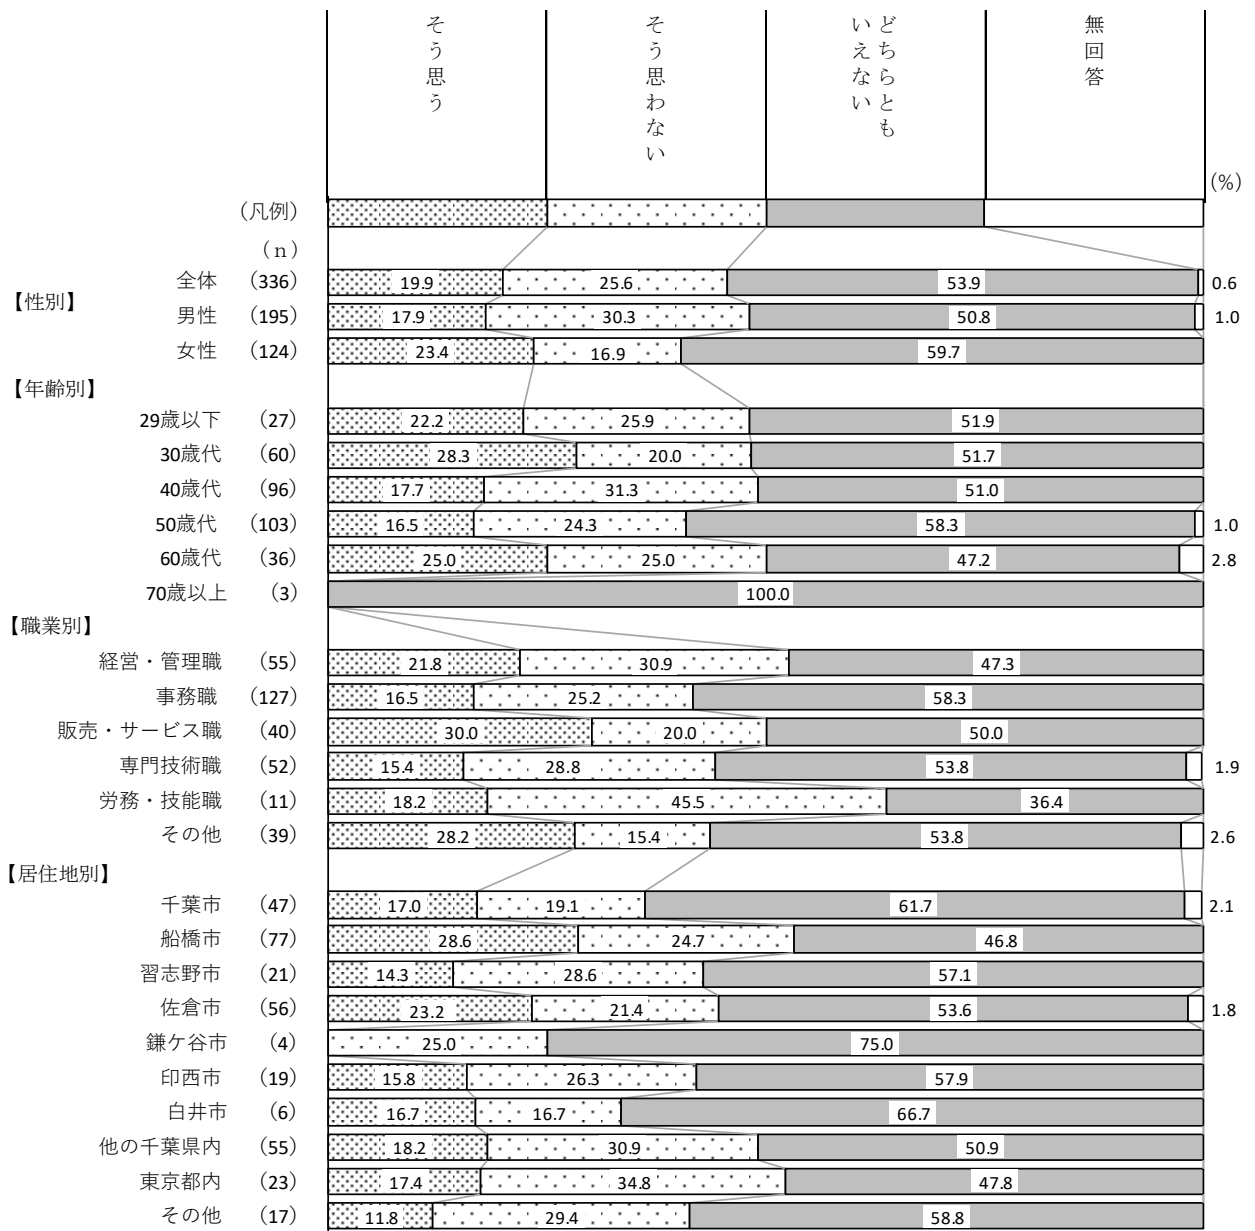 そう思う
そう思わない
どちらとも
いえない
無回答
(%)
(凡例)
(n)
全体 (336) 19.9 25.6 53.9 0.6
【性別】
男性 (195) 17.9 30.3 50.8 1.0
女性 (124) 23.4 16.9 59.7
【年齢別】
29歳以下 (27) 22.2 25.9 51.9
30歳代 (60) 28.3 20.0 51.7
40歳代 (96) 17.7 31.3 51.0
50歳代 (103) 16.5 24.3 58.3 1.0
60歳代 (36) 25.0 25.0 47.2 2.8
70歳以上 (3) 100.0
【職業別】
経営・管理職 (55) 21.8 30.9 47.3
事務職 (127) 16.5 25.2 58.3
販売・サービス職 (40) 30.0 20.0 50.0
専門技術職 (52) 15.4 28.8 53.8 1.9
労務・技能職 (11) 18.2 45.5 36.4
その他 (39) 28.2 15.4 53.8 2.6
【居住地別】
千葉市 (47) 17.0 19.1 61.7 2.1
船橋市 (77) 28.6 24.7 46.8
習志野市 (21) 14.3 28.6 57.1
佐倉市 (56) 23.2 21.4 53.6 1.8
鎌ケ谷市 (4) 25.0 75.0
印西市 (19) 15.8 26.3 57.9
白井市 (6) 16.7 16.7 66.7
他の千葉県内 (55) 18.2 30.9 50.9
東京都内 (23) 17.4 34.8 47.8
その他 (17) 11.8 29.4 58.8